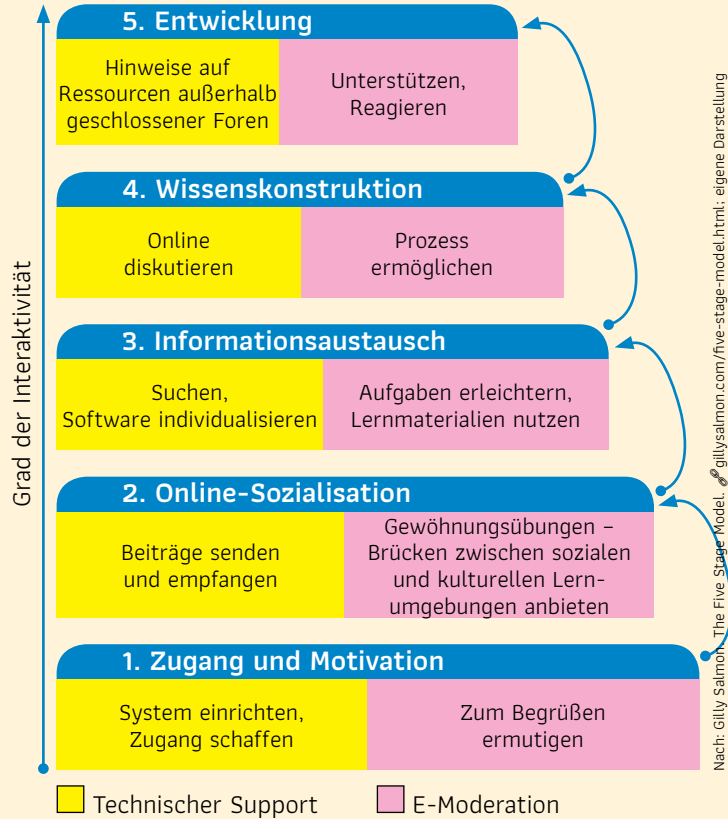 5. Entwicklung
Hinweise auf
Ressourcen außerhalb
geschlossener Foren
Unterstützen,
Reagieren
4. Wissenskonstruktion
Online
diskutieren
Prozess
ermöglichen
3. Informationsaustausch
Suchen,
Software individualisieren
Aufgaben erleichtern,
Lernmaterialien nutzen
2. Online-Sozialisation
Beiträge senden
und empfangen
Gewöhnungsübungen –
Brücken zwischen sozialen
und kulturellen Lern-
umgebungen anbieten
1. Zugang und Motivation
System einrichten,
Zugang schaffen
Zum Begrüßen
ermutigen
Technischer Support
E-Moderation
Grad der Interaktivität
Nach: Gilly Salmon. The Five Stage Model. gillysalmon.com/five-stage-model.html; eigene Darstellung